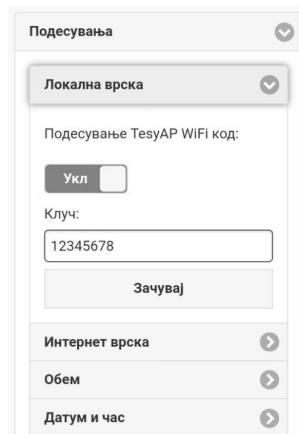 Подесувања
Локална врска
Подесување TesyAP WiFi код:
Укл
Клуч:
12345678
Зачувај
Интернет врска
Обем
Датум и час